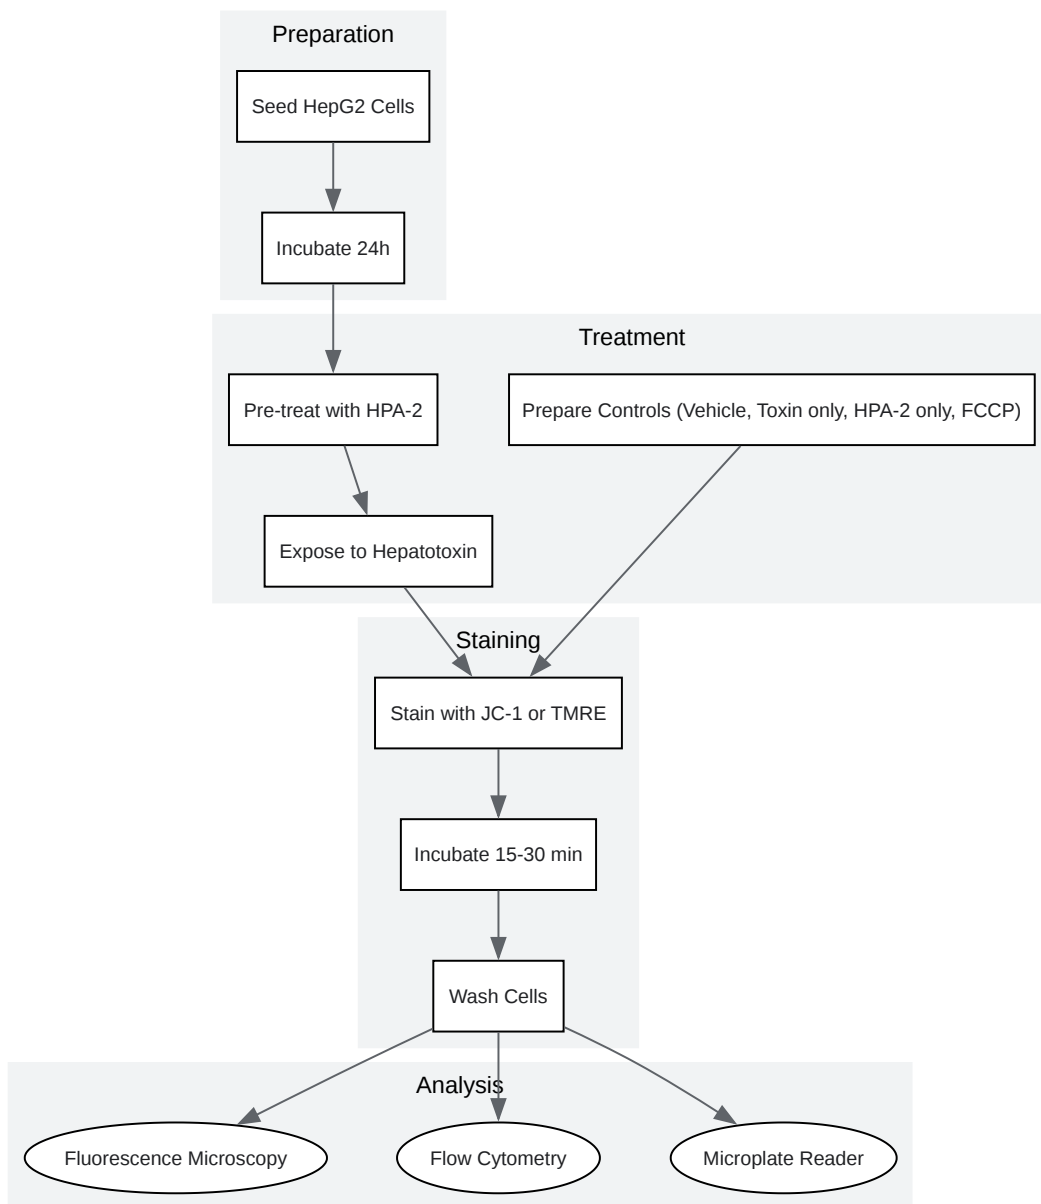 Preparation
Seed HepG2 Cells
Incubate 24h
Treatment
Pre-treat with HPA-2
Prepare Controls (Vehicle, Toxin only, HPA-2 only, FCCP)
Expose to Hepatotoxin
Staining
Stain with JC-1 or TMRE
Incubate 15-30 min
Wash Cells
Analysis
Fluorescence Microscopy
Flow Cytometry
Microplate Reader